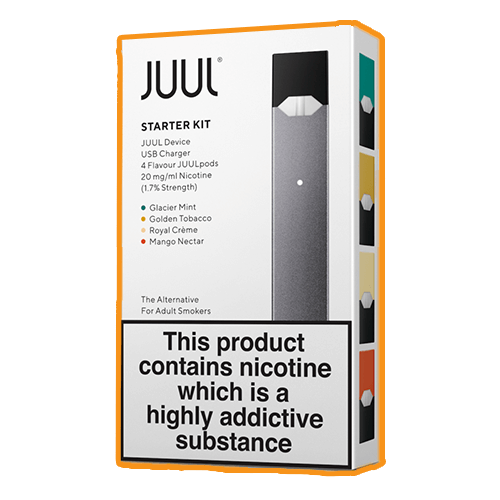 JUUL®
STARTER KIT
JUUL Device
USB Charger
4 Flavour JUULpods
20 mg/ml Nicotine
(1.7% Strength)
Glacier Mint
Golden Tobacco
Royal Crème
Mango Nectar
The Alternative
For Adult Smokers
This product
contains nicotine
which is a
highly addictive
substance